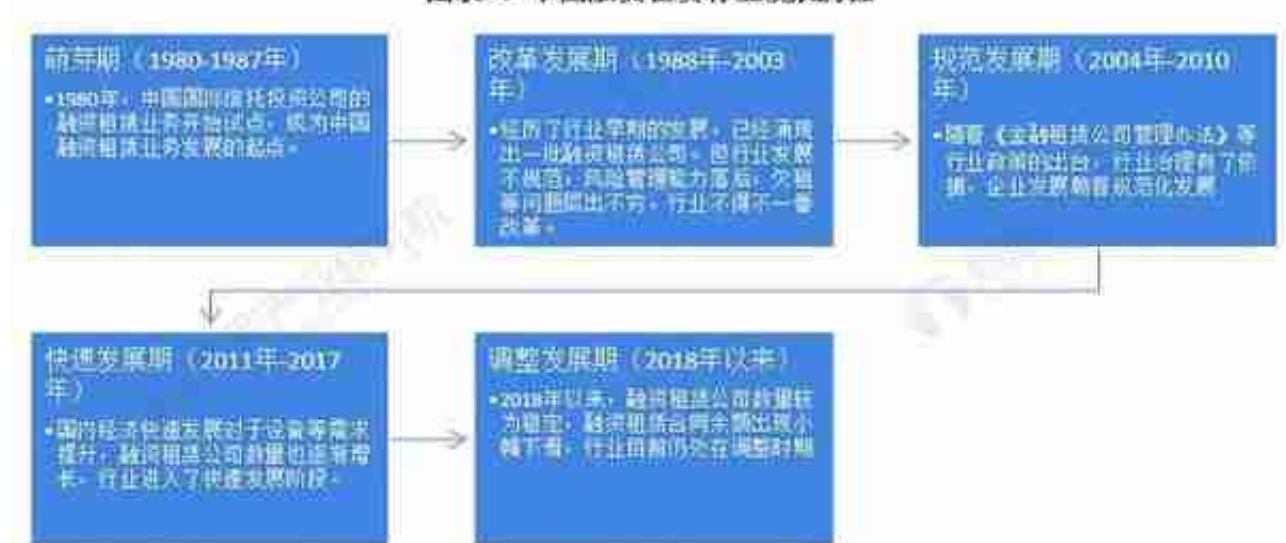 萌芽期（1980-1987年）
•1980年，中国国际信托投资公司的
融资租赁业务开始试点，成为中国
融资租赁业务发展的起点。
改革发展期（1988年-2003
年）
•经历了行业早期的发展，已经涌现
出一批融资租赁公司。但行业发展
不规范，风险管理能力落后，欠租
等问题层出不穷，行业不得不一番
改革。
规范发展期（2004年-2010
年）
•随着《金融租赁公司管理办法》等
行业政策的出台，行业治理有了依
据，企业发展朝着规范化发展
快速发展期（2011年-2017
年）
•国内经济快速发展对于设备等需求
提升，融资租赁公司数量也逐渐增
长，行业进入了快速发展阶段。
调整发展期（2018年以来）
•2018年以来，融资租赁公司数量较
为稳定，融资租赁合同余额出现小
幅下滑，行业目前仍处在调整时期